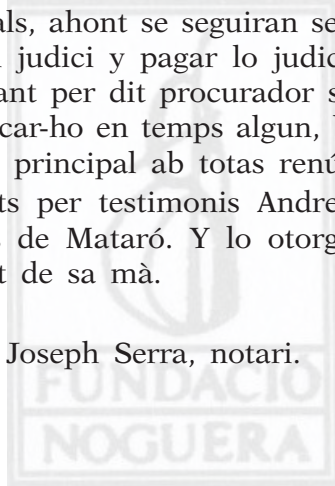 als, ahont se seguiran se
judici y pagar lo judic
ant per dit procurador s
car-ho en temps algun,
principal ab totas renú
ts per testimonis Andre
de Mataró. Y lo otorg
t de sa mà.
Joseph Serra, notari.
FUNDACIÓ
NOGUERA